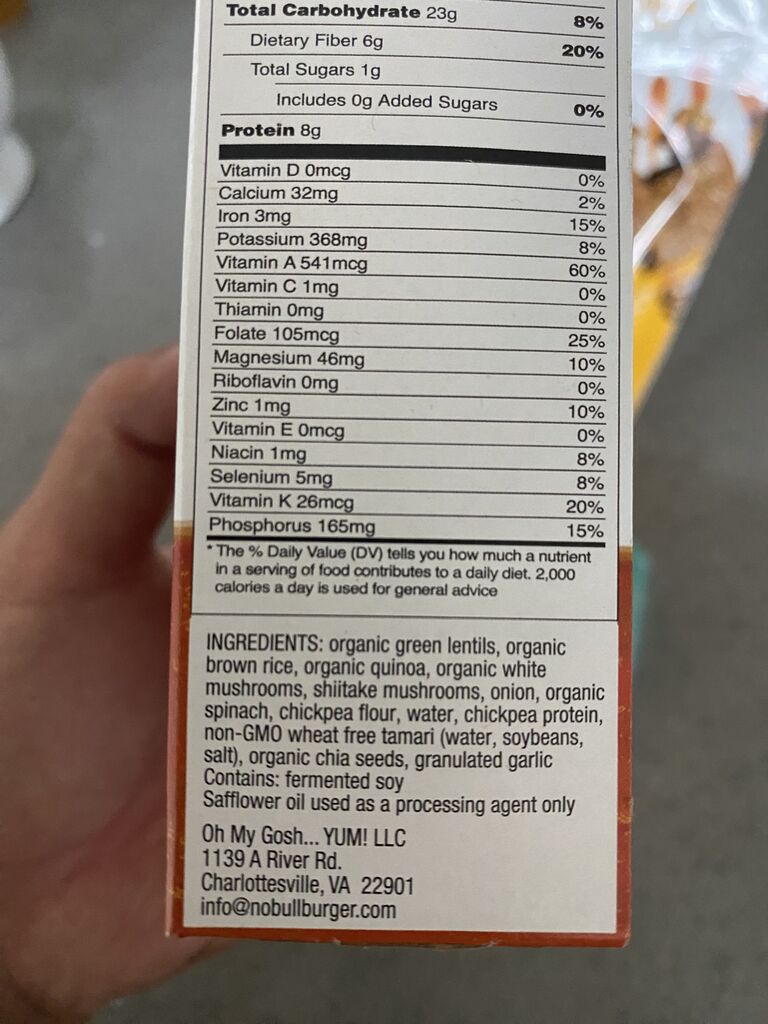 Total Carbohydrate 23g 8%
Dietary Fiber 6g 20%
Total Sugars 1g
Includes 0g Added Sugars 0%
Protein 8g
Vitamin D 0mcg 0%
Calcium 32mg 2%
Iron 3mg 15%
Potassium 368mg 8%
Vitamin A 541mcg 60%
Vitamin C 1mg 0%
Thiamin 0mg 0%
Folate 105mcg 25%
Magnesium 46mg 10%
Riboflavin 0mg 0%
Zinc 1mg 10%
Vitamin E 0mcg 0%
Niacin 1mg 8%
Selenium 5mg 8%
Vitamin K 26mcg 20%
Phosphorus 165mg 15%
* The % Daily Value (DV) tells you how much a nutrient
in a serving of food contributes to a daily diet. 2,000
calories a day is used for general advice
INGREDIENTS: organic green lentils, organic
brown rice, organic quinoa, organic white
mushrooms, shiitake mushrooms, onion, organic
spinach, chickpea flour, water, chickpea protein,
non-GMO wheat free tamari (water, soybeans,
salt), organic chia seeds, granulated garlic
Contains: fermented soy
Safflower oil used as a processing agent only
Oh My Gosh... YUM! LLC
1139 A River Rd.
Charlottesville, VA 22901
info@nobullburger.com